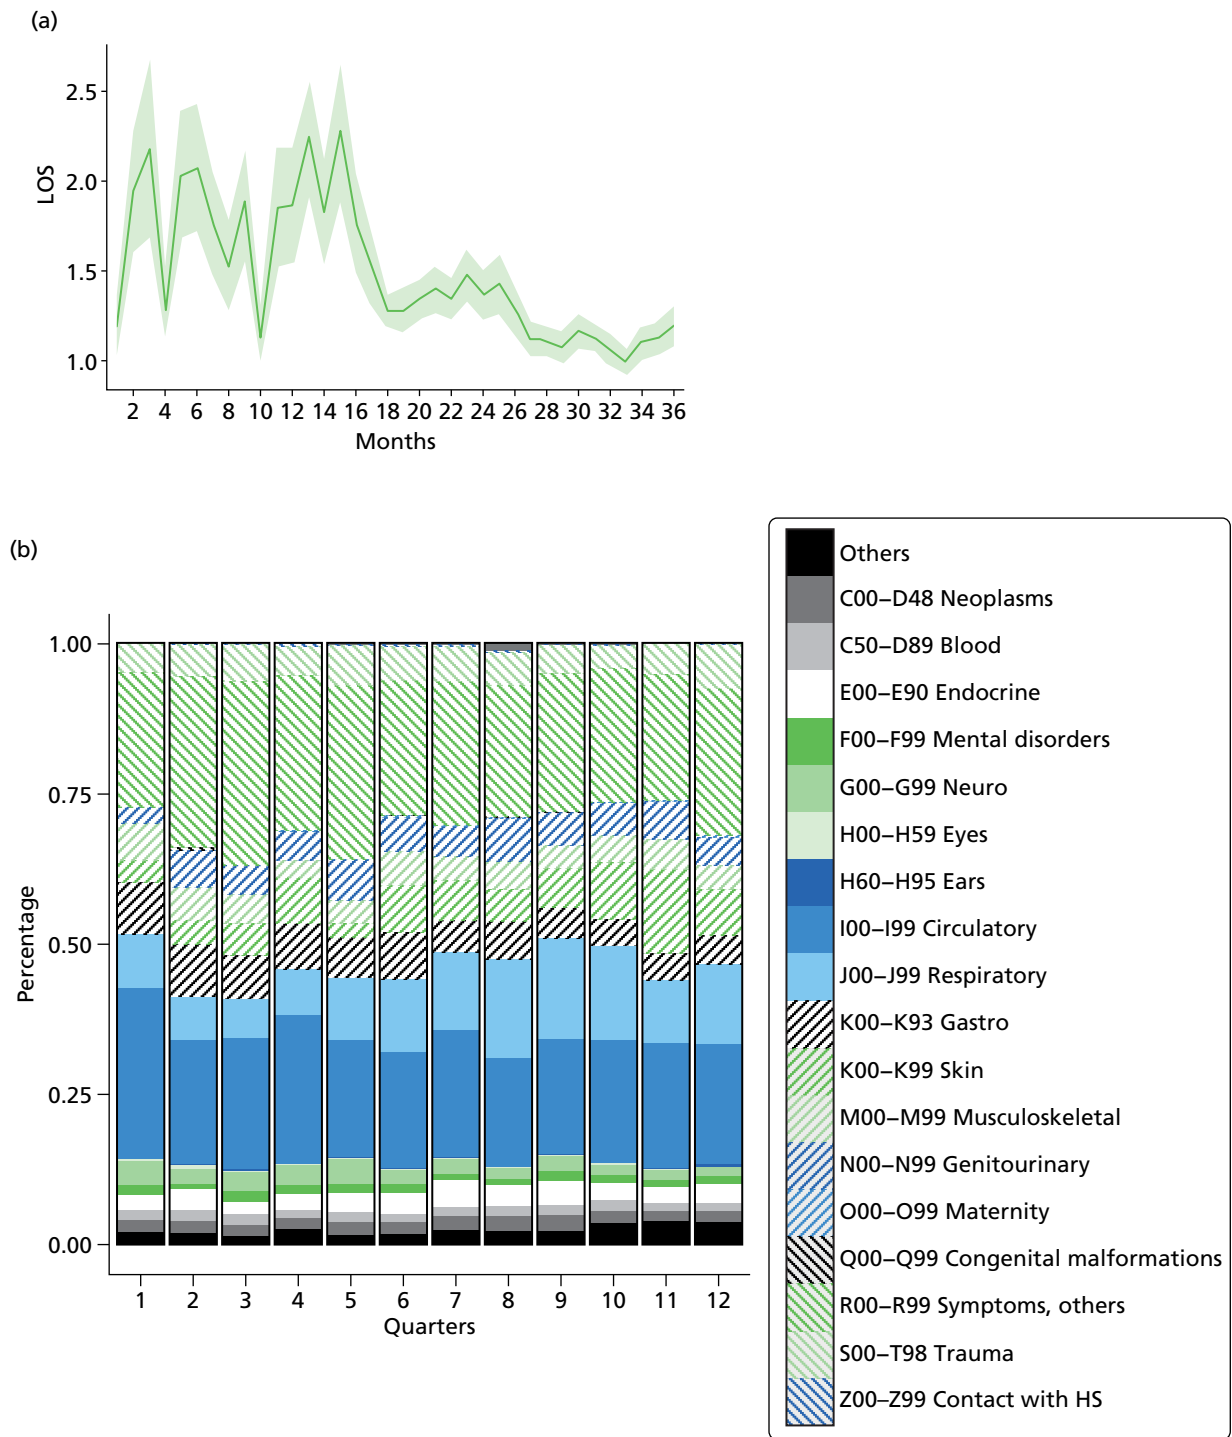 (a)
2.5
2.0
1.5
1.0
LOS
2 4 6 8 10 12 14 16 18 20 22 24 26 28 30 32 34 36
Months
(b)
1.00
0.75
0.50
0.25
0.00
Percentage
1 2 3 4 5 6 7 8 9 10 11 12
Quarters
Others
C00–D48 Neoplasms
C50–D89 Blood
E00–E90 Endocrine
F00–F99 Mental disorders
G00–G99 Neuro
H00–H59 Eyes
H60–H95 Ears
I00–I99 Circulatory
J00–J99 Respiratory
K00–K93 Gastro
K00–K99 Skin
M00–M99 Musculoskeletal
N00–N99 Genitourinary
O00–O99 Maternity
Q00–Q99 Congenital malformations
R00–R99 Symptoms, others
S00–T98 Trauma
Z00–Z99 Contact with HS